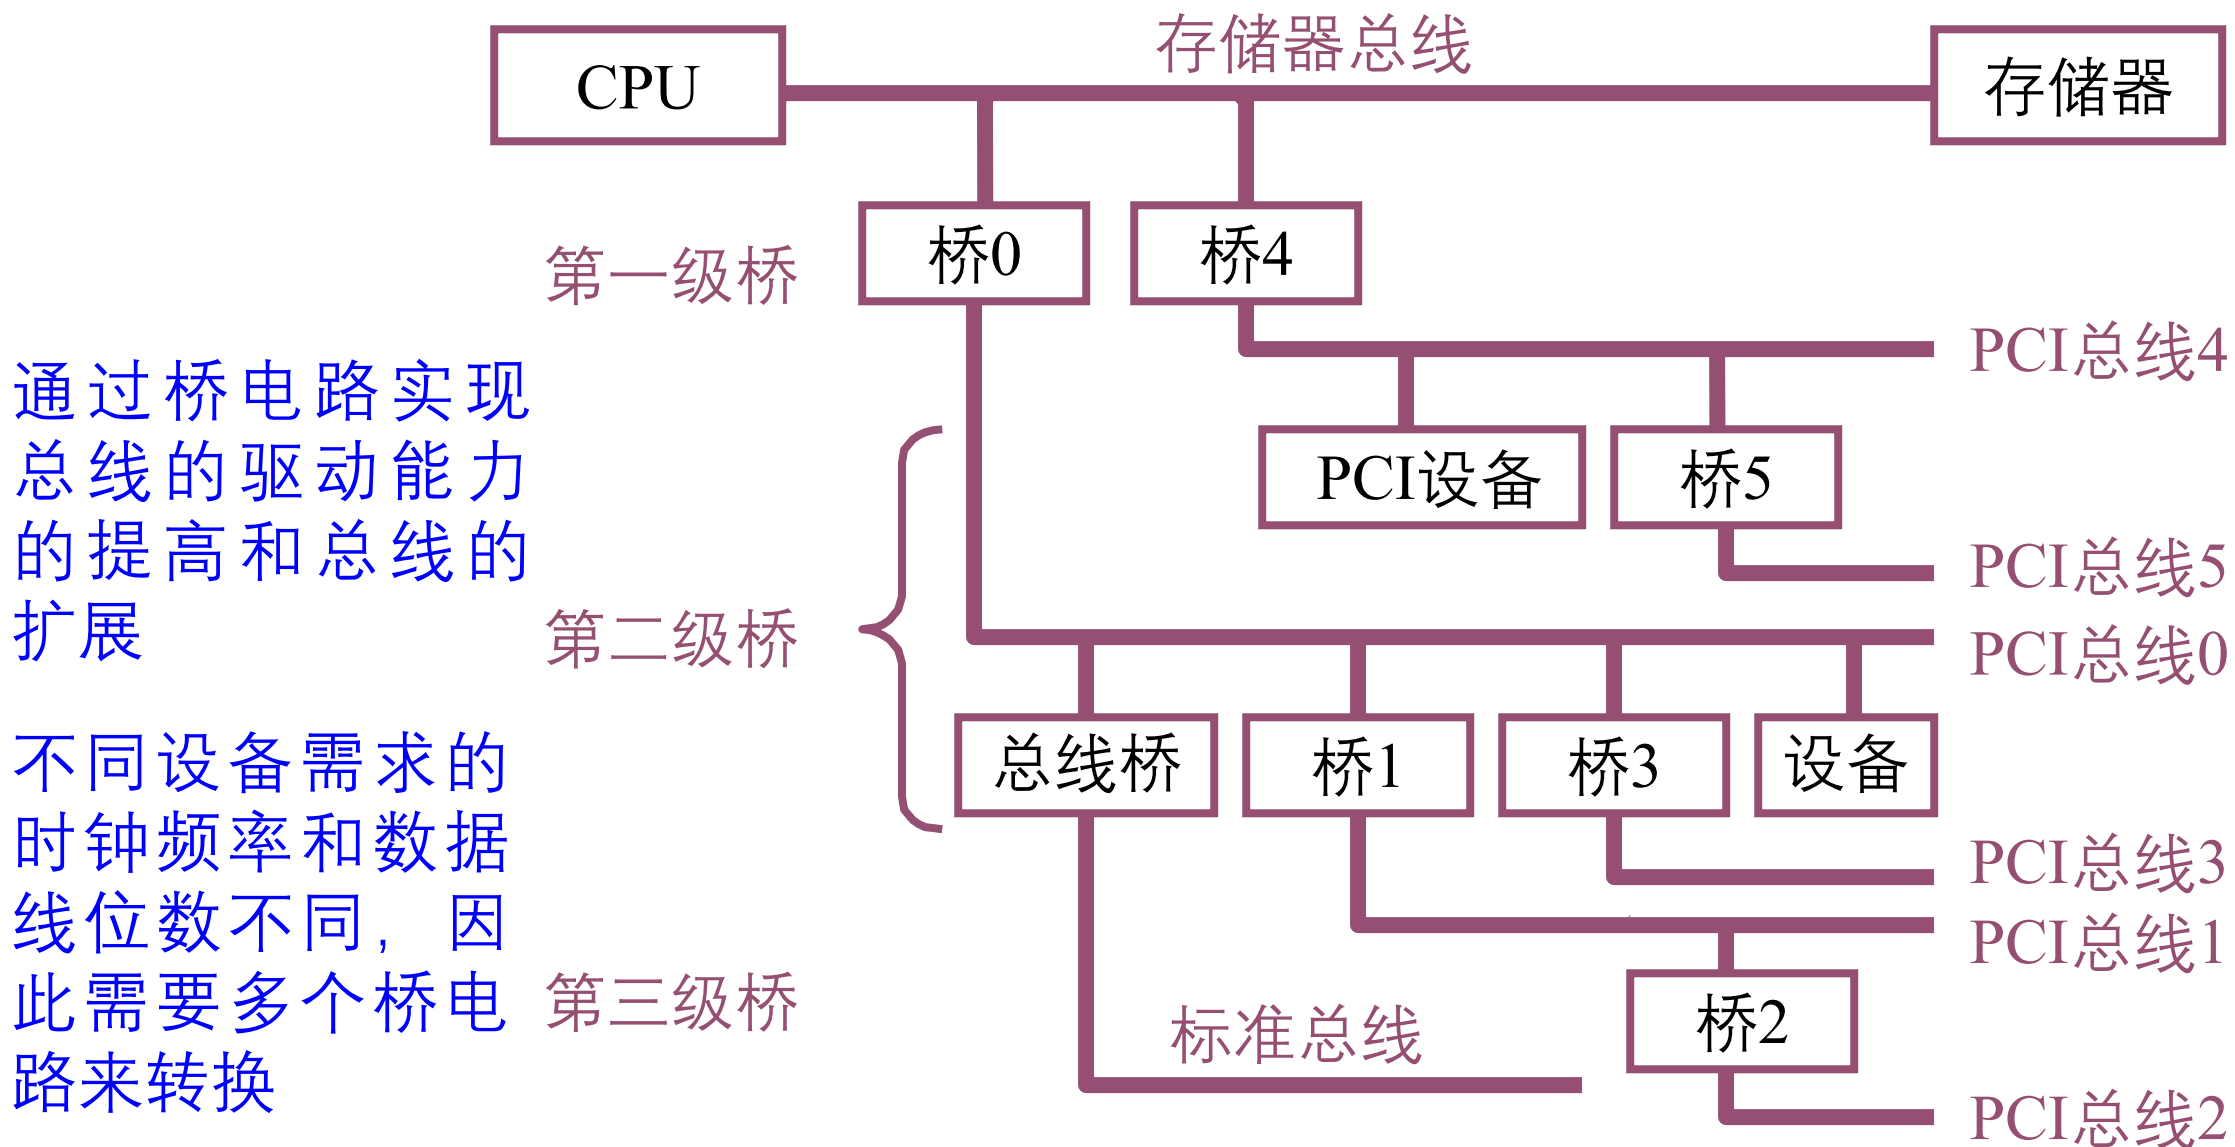 存储器总线
CPU
存储器
桥0
桥4
第一级桥
PCI总线4
通过桥电路实现
总线的驱动能力
的提高和总线的
扩展
PCI设备
桥5
PCI总线5
第二级桥
PCI总线0
总线桥
桥1
桥3
设备
不同设备需求的
时钟频率和数据
线位数不同，因
此需要多个桥电
路来转换
PCI总线3
PCI总线1
第三级桥
标准总线
桥2
PCI总线2